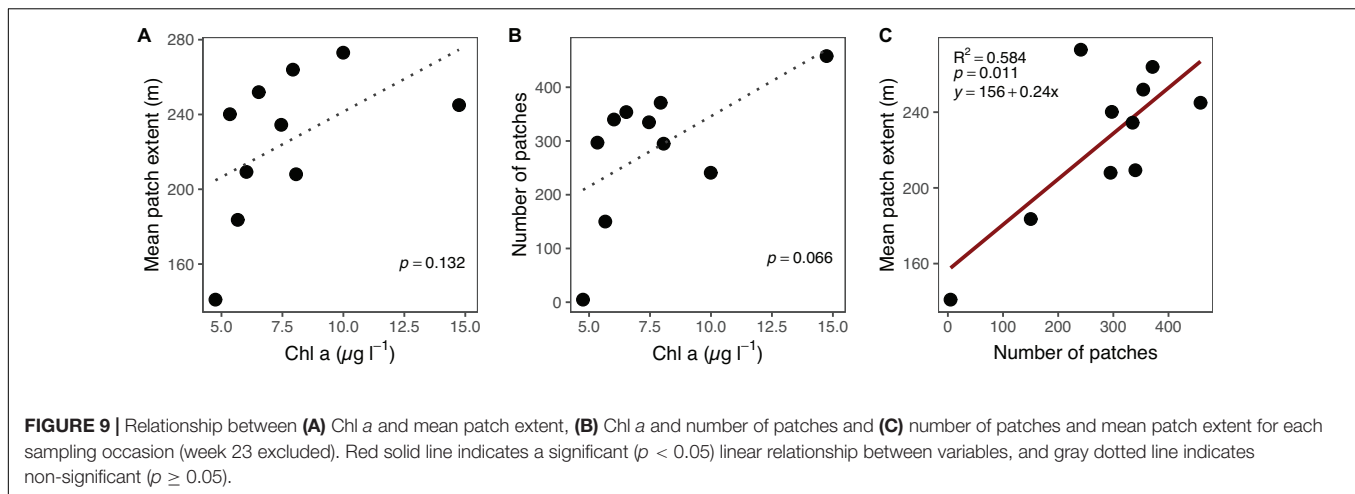 A
Mean patch extent (m)
280
240
200
160
5.0 7.5 10.0 12.5 15.0
Chl a (µg l⁻¹)
p = 0.132
B
Number of patches
400
300
200
100
0
5.0 7.5 10.0 12.5 15.0
Chl a (µg l⁻¹)
p = 0.066
C
Mean patch extent (m)
240
200
160
0 100 200 300 400
Number of patches
R² = 0.584
p = 0.011
y = 156 + 0.24x
FIGURE 9 | Relationship between (A) Chl a and mean patch extent, (B) Chl a and number of patches and (C) number of patches and mean patch extent for each
sampling occasion (week 23 excluded). Red solid line indicates a significant (p < 0.05) linear relationship between variables, and gray dotted line indicates
non-significant (p ≥ 0.05).